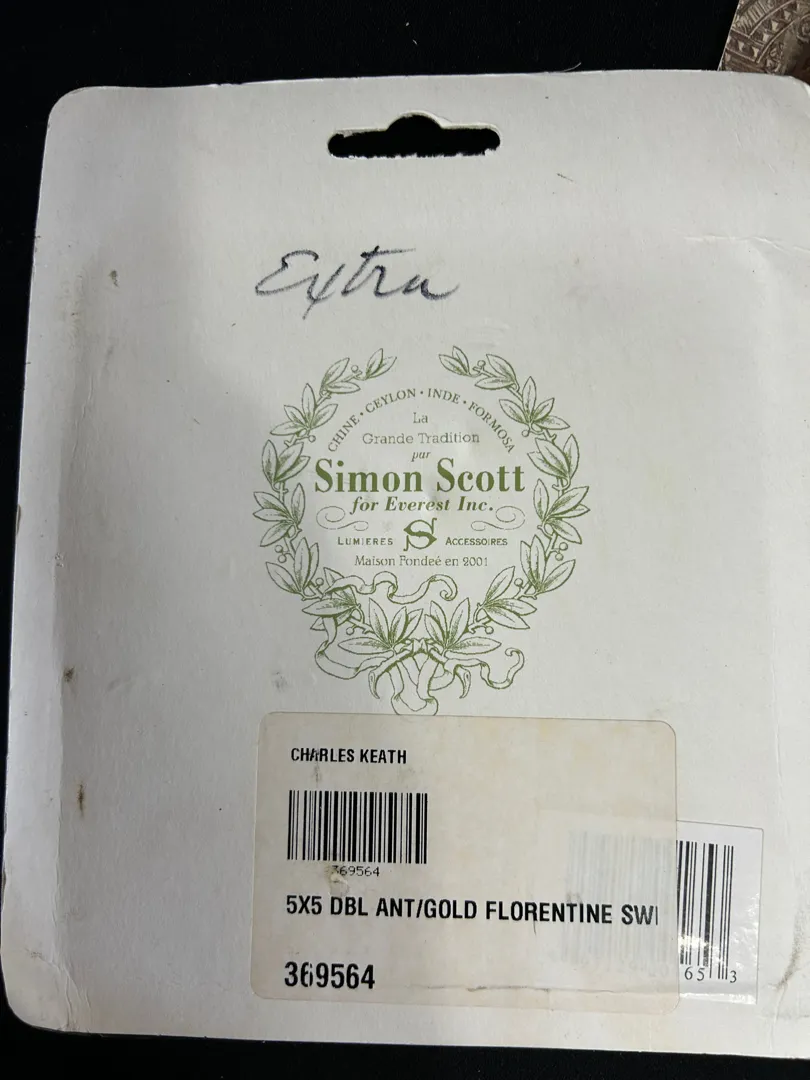 Extra
CHINE • CEYLON • INDE • FORMOSA
La
Grande Tradition
par
Simon Scott
for Everest Inc.
LUMIERES S ACCESSOIRES
Maison Fondeé en 2001
CHARLES KEATH
369564
5X5 DBL ANT/GOLD FLORENTINE SWI
369564
65 3